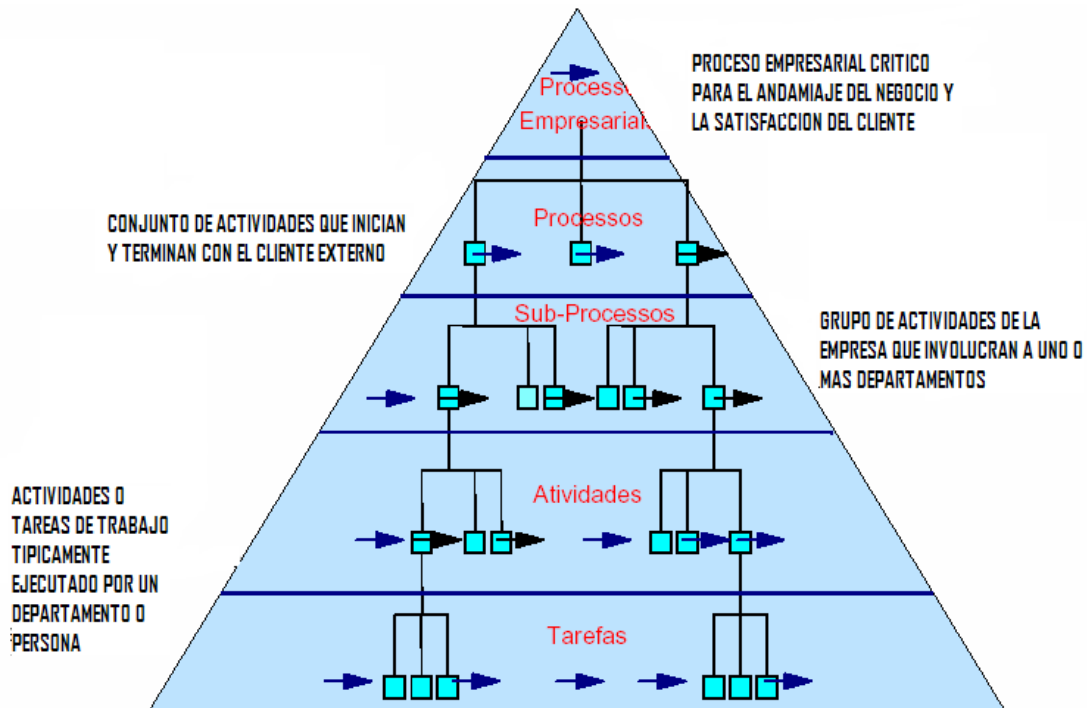 PROCESO EMPRESARIAL CRITICO
PARA EL ANDAMIAJE DEL NEGOCIO Y
LA SATISFACCION DEL CLIENTE
Process
Empresariais
CONJUNTO DE ACTIVIDADES QUE INICIAN
Y TERMINAN CON EL CLIENTE EXTERNO
Processos
Sub-Processos
GRUPO DE ACTIVIDADES DE LA
EMPRESA QUE INVOLUCRAN A UNO O
MAS DEPARTAMENTOS
Atividades
ACTIVIDADES O
TAREAS DE TRABAJO
TIPICAMENTE
EJECUTADO POR UN
DEPARTAMENTO O
PERSONA
Tarefas